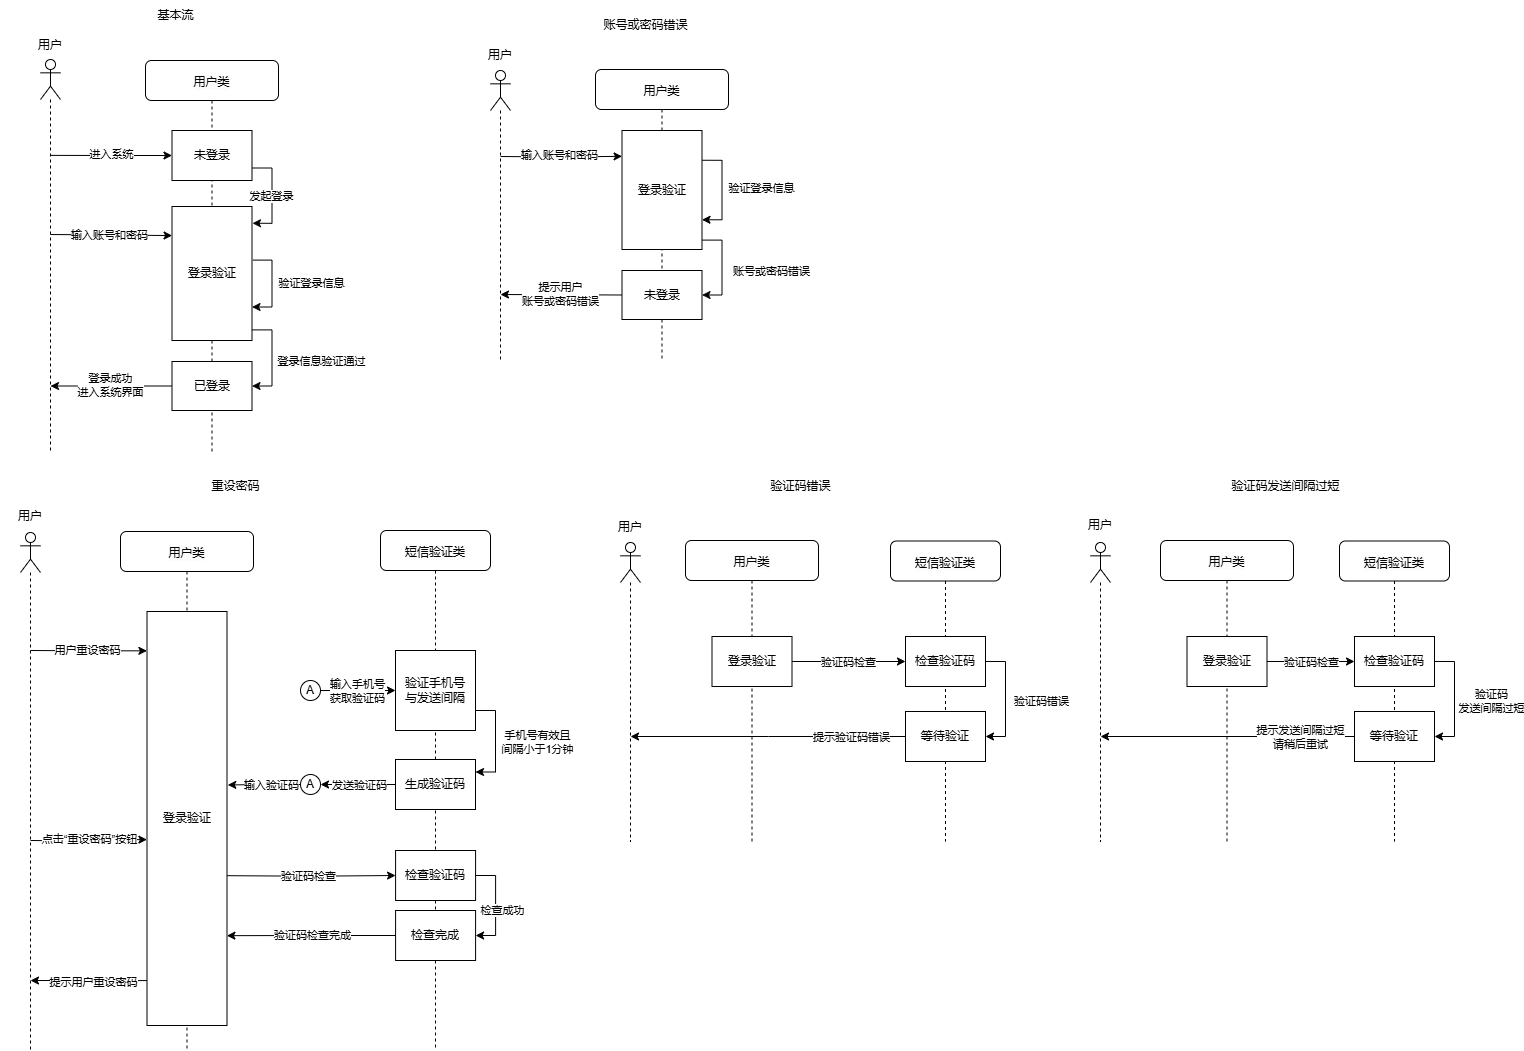 基本流
用户
用户类
进入系统
未登录
发起登录
输入账号和密码
登录验证
验证登录信息
登录信息验证通过
登录成功
进入系统界面
已登录
账号或密码错误
用户
用户类
输入账号和密码
登录验证
验证登录信息
账号或密码错误
提示用户
账号或密码错误
未登录
重设密码
用户
用户类
短信验证类
用户重设密码
A
输入手机号
获取验证码
验证手机号
与发送间隔
手机号有效且
间隔小于1分钟
输入验证码
A
发送验证码
生成验证码
登录验证
点击“重设密码”按钮
验证码检查
检查验证码
检查成功
验证码检查完成
检查完成
提示用户重设密码
验证码错误
用户
用户类
短信验证类
登录验证
验证码检查
检查验证码
验证码错误
提示验证码错误
等待验证
验证码发送间隔过短
用户
用户类
短信验证类
登录验证
验证码检查
检查验证码
验证码
发送间隔过短
提示发送间隔过短
请稍后重试
等待验证